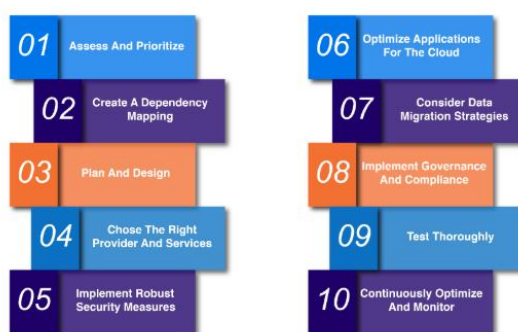 01
Assess And Prioritize
02
Create A Dependency
Mapping
03
Plan And Design
04
Chose The Right
Provider And Services
05
Implement Robust
Security Measures
06
Optimize Applications
For The Cloud
07
Consider Data
Migration Strategies
08
Implement Governance
And Compliance
09
Test Thoroughly
10
Continuously Optimize
And Monitor